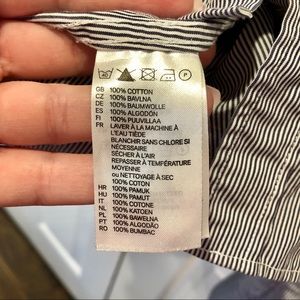 GB 100% COTTON
CZ 100% BAVLNA
DE 100% BAUMWOLLE
ES 100% ALGODÓN
FI 100% PUUVILLAA
FR LAVER À LA MACHINE À
L'EAU TIÈDE
BLANCHIR SANS CHLORE SI
NÉCESSAIRE
SÉCHER À L'AIR
REPASSER À TEMPÉRATURE
MOYENNE
OU NETTOYAGE À SEC
100% COTON
HR 100% PAMUK
HU 100% PAMUT
IT 100% COTONE
NL 100% KATOEN
PL 100% BAWEŁNA
PT 100% ALGODÃO
RO 100% BUMBAC